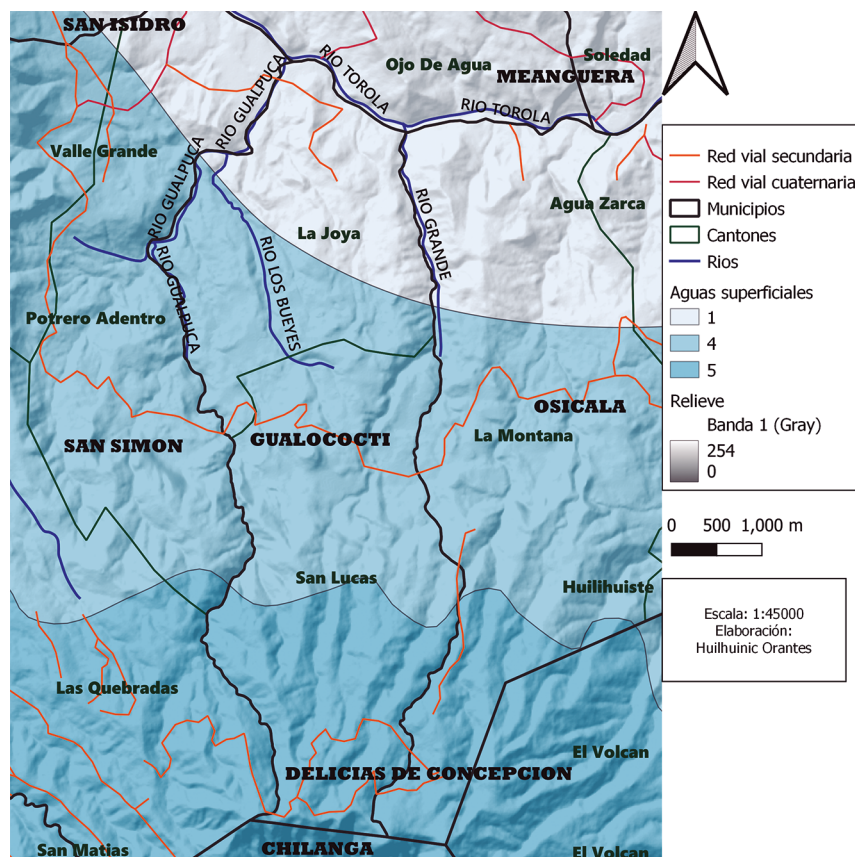 SAN ISIDRO
Ojo De Agua
Soledad
MEANGUERA
RIO TOROLA
RIO TOROLA
RIO GUALPUCA
Valle Grande
RIO GUALPUCA
Agua Zarca
La Joya
RIO GRANDE
RIO LOS BUEYES
RIO GUALPUCA
Potrero Adentro
OSICALA
La Montana
GUALOCOCTI
SAN SIMON
San Lucas
Huilihuiste
Las Quebradas
El Volcan
DELICIAS DE CONCEPCION
San Matias
CHILANGA
El Volcan
Red vial secundaria
Red vial cuaternaria
Municipios
Cantones
Rios
Aguas superficiales
1
4
5
Relieve
Banda 1 (Gray)
254
0
0 500 1,000 m
Escala: 1:45000
Elaboración:
Huilhuinic Orantes